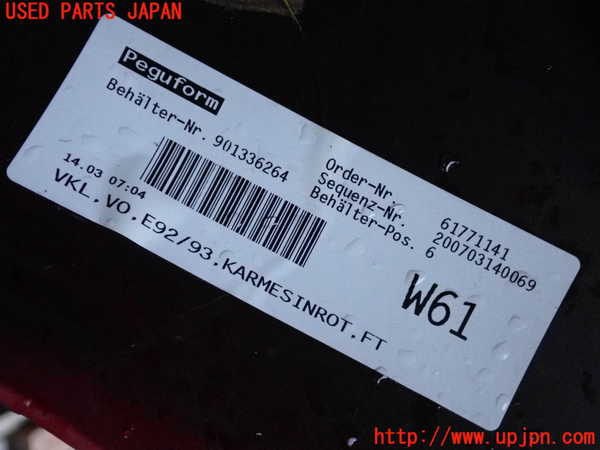 USED PARTS JAPAN
Peguform
Behälter-Nr. 901336264
Order-Nr. 61771141
Sequenz-Nr. 200703140069
Behälter-Pos. 6
14.03 07:04
VKL.VO.E92/93,KARMESINROT.FT
W61
http://www.upjpn.com/